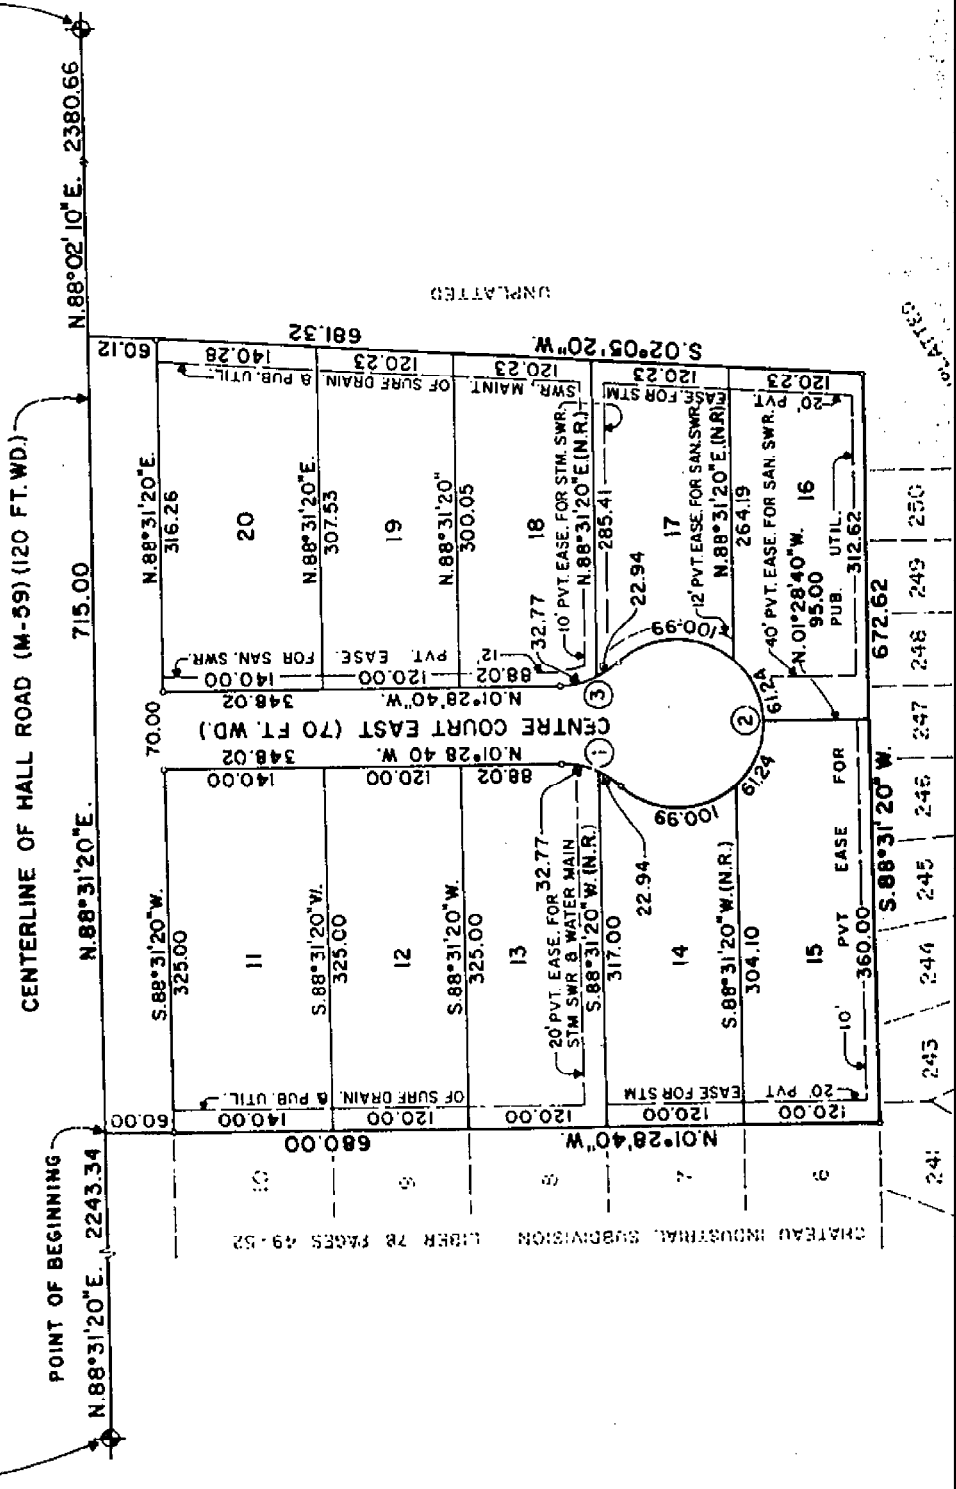 CENTERLINE OF HALL ROAD (M-59) (120 FT. WD.)
POINT OF BEGINNING
N.88°31'20"E. 2243.34
N.88°31'20"E.
715.00
N.88°02'10"E. 2380.66
60.00
70.00
60.12
S.88°31'20"W.
325.00
N.88°31'20"E.
316.26
11
20
140.00
140.00
348.02
348.02
140.00
140.28
S.88°31'20"W.
325.00
N.88°31'20"E.
307.53
12
19
120.00
120.00
N.01°28'40 W.
N.01°28'40"W.
120.00
120.23
S.88°31'20"W.
325.00
N.88°31'20"
300.05
13
18
120.00
88.02
88.02
120.23
CENTRE COURT EAST (70 FT. WD.)
12' PVT. EASE. FOR SAN. SWR.
20' PVT. EASE. FOR
STM SWR & WATER MAIN
32.77
32.77
10' PVT. EASE. FOR STM. SWR.
S.88°31'20"W.(N.R.)
317.00
N.88°31'20"E.(N.R.)
285.41
1
3
22.94
22.94
14
17
120.00
100.99
100.99
120.23
12' PVT. EASE. FOR SAN. SWR.
S.88°31'20"W.(N.R.)
304.10
N.88°31'20"E.(N.R)
264.19
61.24
61.24
2
40' PVT. EASE. FOR SAN. SWR.
N.01°28'40"W.
95.00
15
16
120.00
120.23
10' PVT EASE FOR PUB. UTIL.
360.00
312.62
S.88°31'20"W.
672.62
20' PVT EASE FOR STM
OF SURF DRAIN. & PUB. UTIL.
20' PVT. EASE. FOR STM
SWR. MAINT. OF SURF DRAIN. & PUB. UTIL.
680.00
N.01°28'40"W.
681.32
S.02°05'20"W.
UNPLATTED
CHATEAU INDUSTRIAL SUBDIVISION LIBER 78 PAGES 49-52
241
243
244
245
246
247
248
249
250